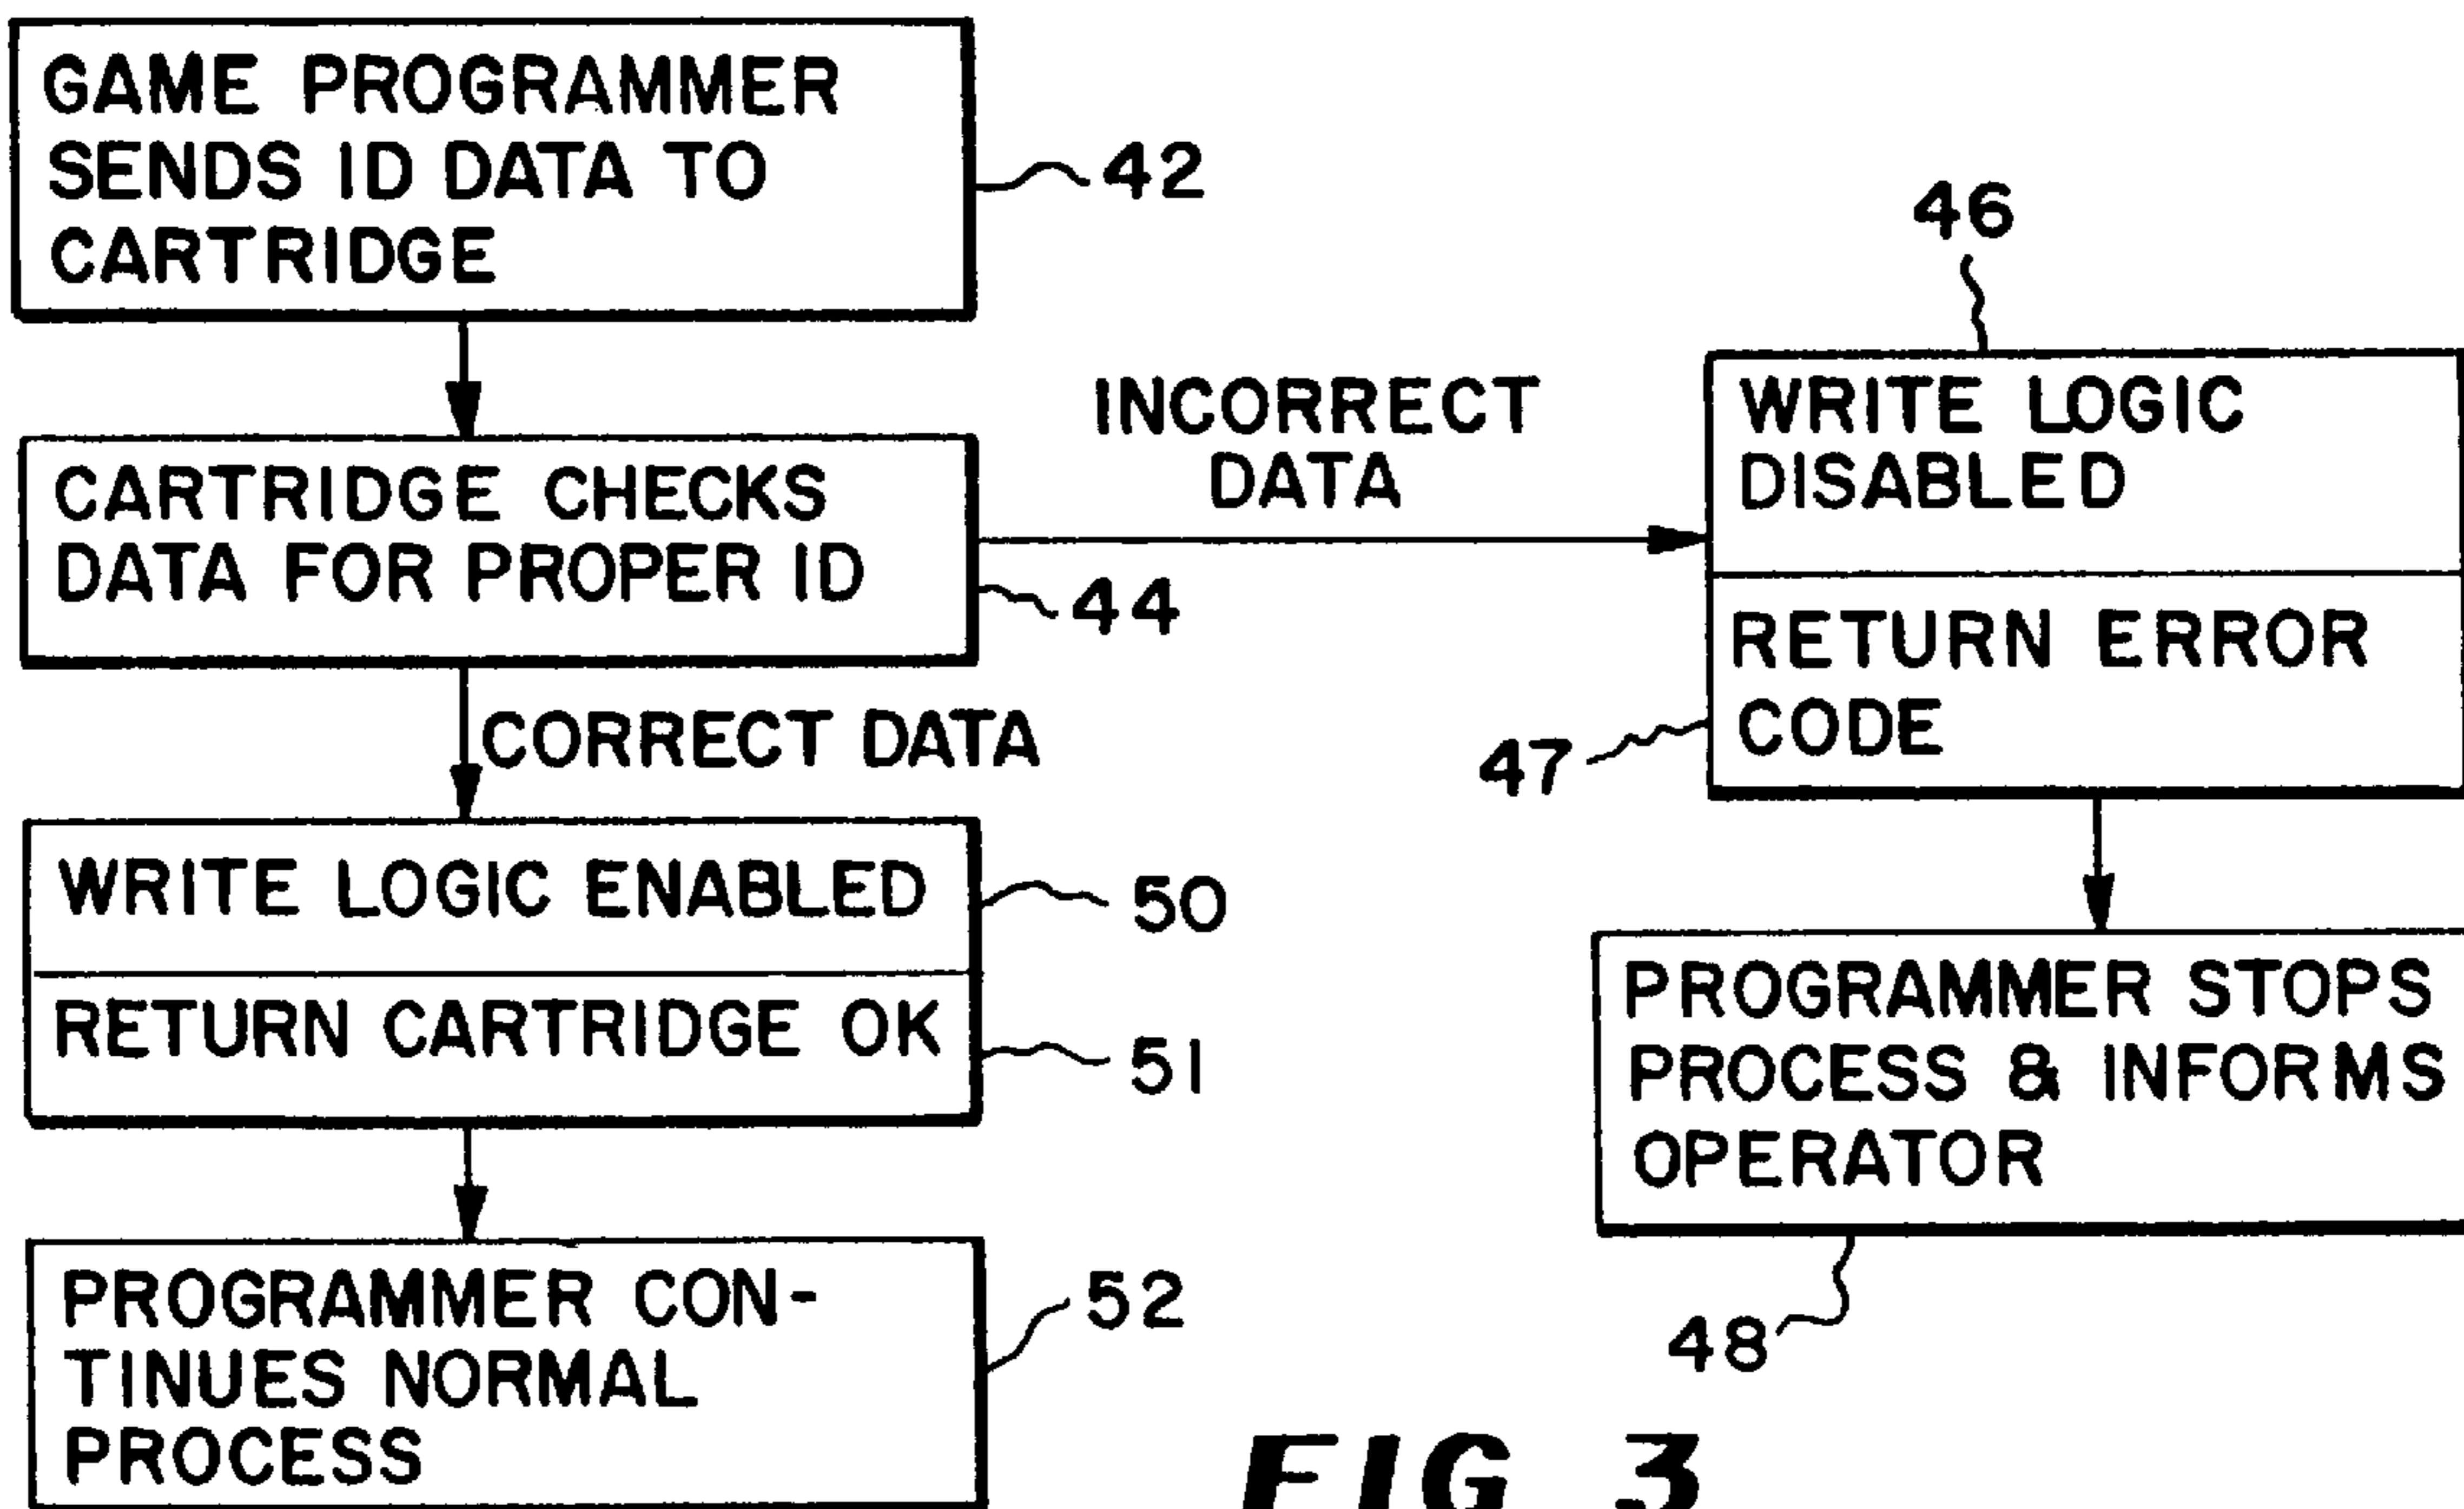 GAME PROGRAMMER
SENDS ID DATA TO
CARTRIDGE
42
CARTRIDGE CHECKS
DATA FOR PROPER ID
44
INCORRECT
DATA
46
WRITE LOGIC
DISABLED
RETURN ERROR
CODE
47
CORRECT DATA
WRITE LOGIC ENABLED
50
RETURN CARTRIDGE OK
51
PROGRAMMER STOPS
PROCESS & INFORMS
OPERATOR
48
PROGRAMMER CON-
TINUES NORMAL
PROCESS
52
FIG 3